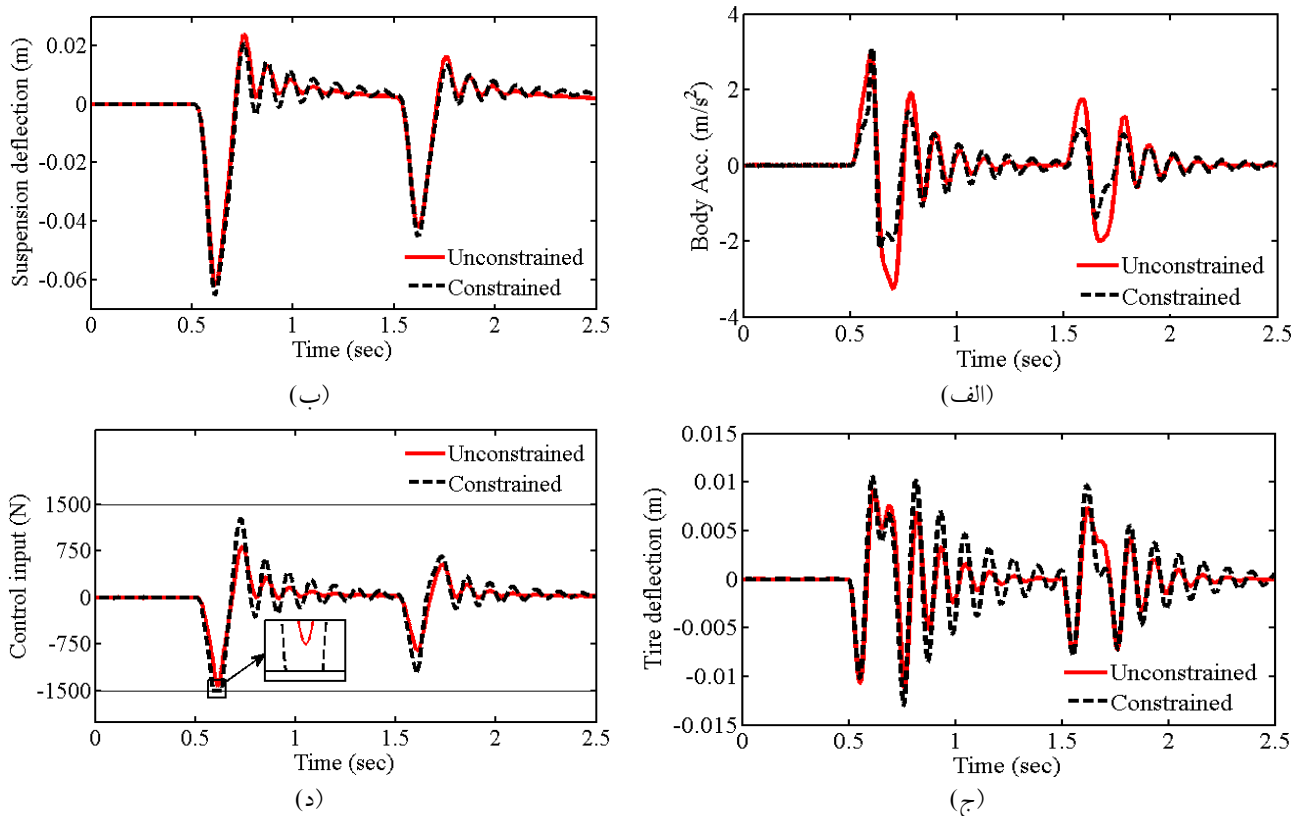 Suspension deflection (m)
0.02
0
-0.02
-0.04
-0.06
Unconstrained
Constrained
0
0.5
1
1.5
2
2.5
Time (sec)
(ب)
Body Acc. (m/s²)
4
2
0
-2
-4
Unconstrained
Constrained
0
0.5
1
1.5
2
2.5
Time (sec)
(الف)
Control input (N)
1500
750
0
-750
-1500
Unconstrained
Constrained
0
0.5
1
1.5
2
2.5
Time (sec)
(د)
Tire deflection (m)
0.015
0.01
0.005
0
-0.005
-0.01
-0.015
Unconstrained
Constrained
0
0.5
1
1.5
2
2.5
Time (sec)
(ج)